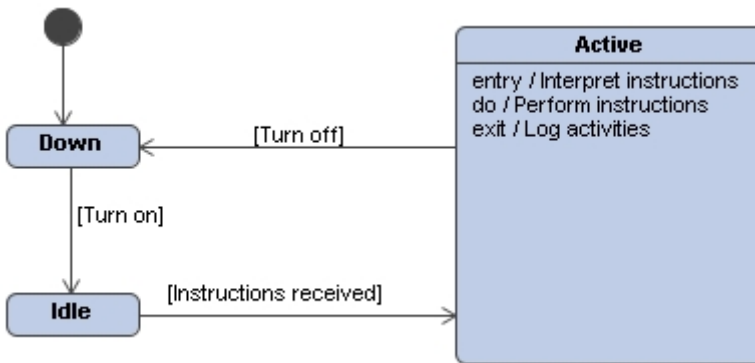 Active
entry / Interpret instructions
do / Perform instructions
exit / Log activities
Down
[Turn off]
[Turn on]
Idle
[Instructions received]